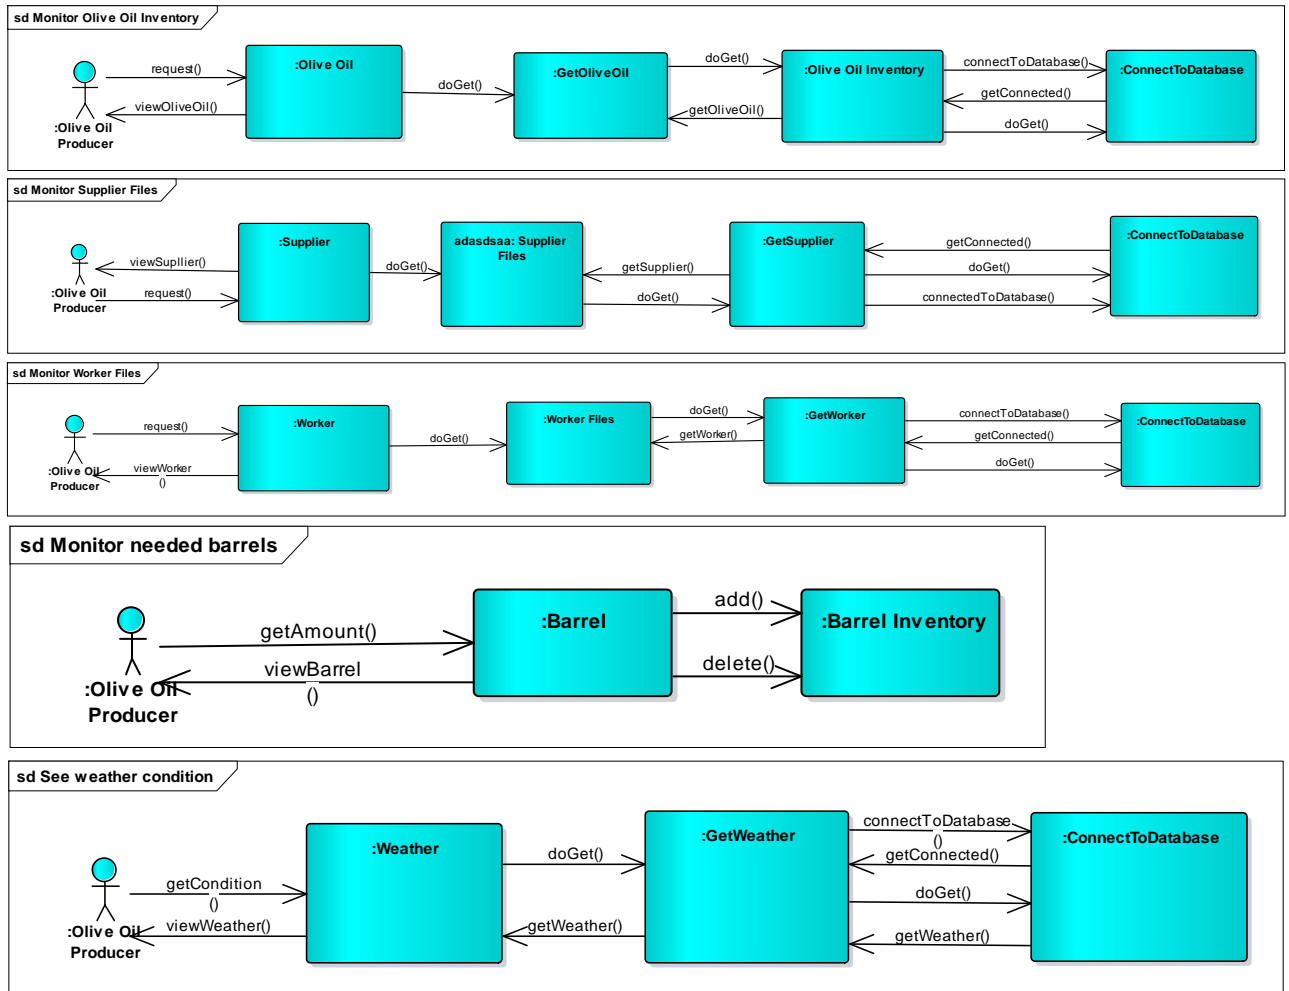 sd Monitor Olive Oil Inventory
:Olive Oil
Producer
request()
viewOliveOil()
:Olive Oil
doGet()
:GetOliveOil
doGet()
getOliveOil()
:Olive Oil Inventory
connectToDatabase()
getConnected()
doGet()
:ConnectToDatabase
sd Monitor Supplier Files
:Olive Oil
Producer
viewSupllier()
request()
:Supplier
doGet()
adasdsaa: Supplier
Files
getSupplier()
doGet()
:GetSupplier
getConnected()
doGet()
connectedToDatabase()
:ConnectToDatabase
sd Monitor Worker Files
:Olive Oil
Producer
request()
viewWorker
()
:Worker
doGet()
:Worker Files
doGet()
getWorker()
:GetWorker
connectToDatabase()
getConnected()
doGet()
:ConnectToDatabase
sd Monitor needed barrels
:Olive Oil
Producer
getAmount()
viewBarrel
()
:Barrel
add()
delete()
:Barrel Inventory
sd See weather condition
:Olive Oil
Producer
getCondition
()
viewWeather()
:Weather
doGet()
getWeather()
:GetWeather
connectToDatabase
()
getConnected()
doGet()
getWeather()
:ConnectToDatabase